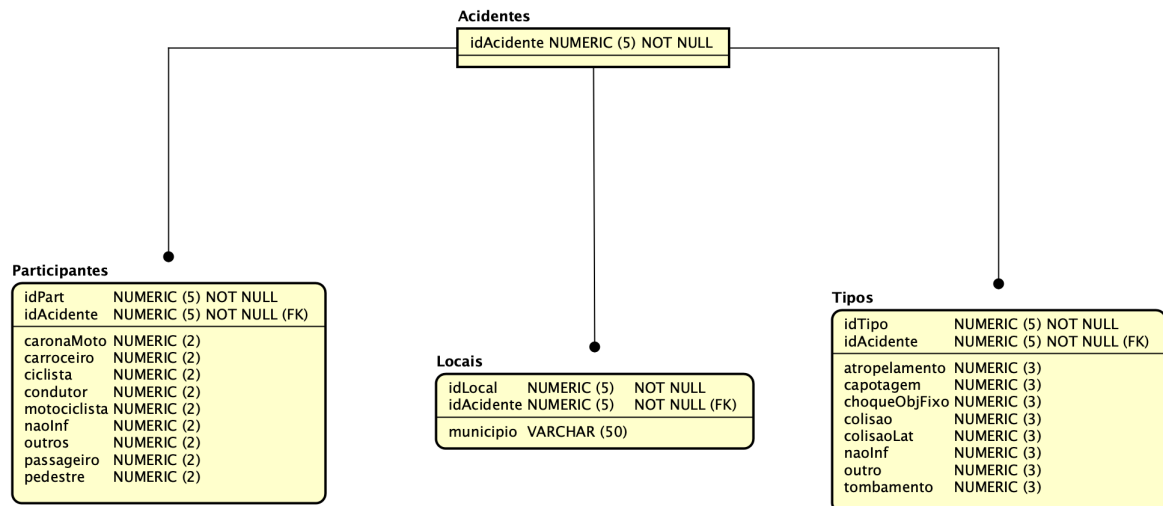 Acidentes
idAcidente NUMERIC (5) NOT NULL
Participantes
idPart NUMERIC (5) NOT NULL
idAcidente NUMERIC (5) NOT NULL (FK)
caronaMoto NUMERIC (2)
carroceiro NUMERIC (2)
ciclista NUMERIC (2)
condutor NUMERIC (2)
motociclista NUMERIC (2)
naoInf NUMERIC (2)
outros NUMERIC (2)
passageiro NUMERIC (2)
pedestre NUMERIC (2)
Locais
idLocal NUMERIC (5) NOT NULL
idAcidente NUMERIC (5) NOT NULL (FK)
municipio VARCHAR (50)
Tipos
idTipo NUMERIC (5) NOT NULL
idAcidente NUMERIC (5) NOT NULL (FK)
atropelamento NUMERIC (3)
capotagem NUMERIC (3)
choqueObjFixo NUMERIC (3)
colisao NUMERIC (3)
colisaoLat NUMERIC (3)
naoInf NUMERIC (3)
outro NUMERIC (3)
tombamento NUMERIC (3)